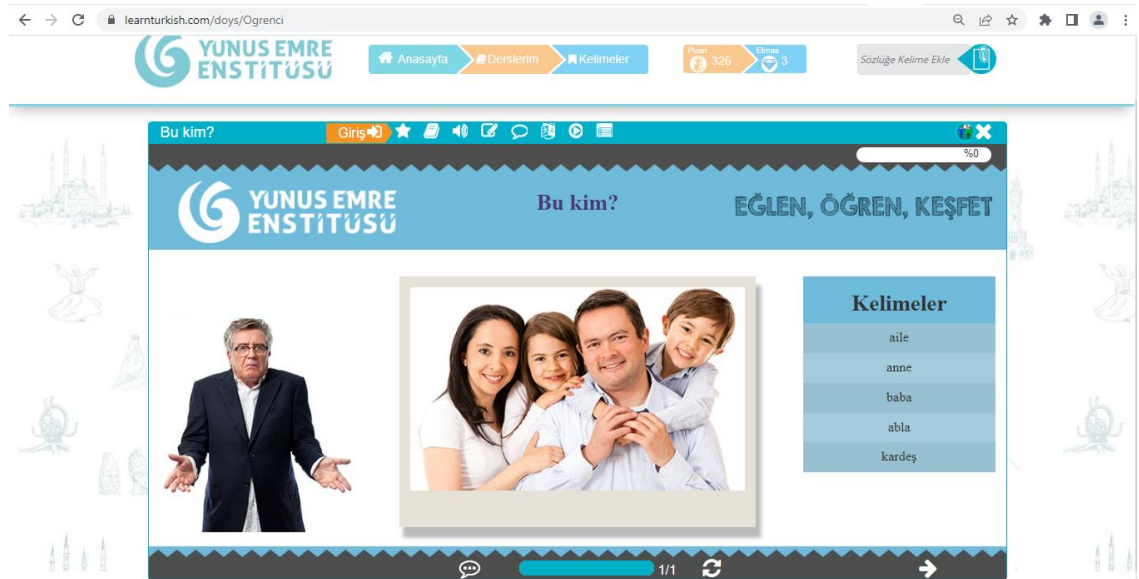 learnturkish.com/doys/Ogrenci
YUNUS EMRE
ENSTİTÜSÜ
Anasayfa
Derslerim
Kelimeler
Puan
326
Elmas
3
Sözlüğe Kelime Ekle
Bu kim?
Giriş
%0
YUNUS EMRE
ENSTİTÜSÜ
Bu kim?
EĞLEN, ÖĞREN, KEŞFET
Kelimeler
aile
anne
baba
abla
kardeş
1/1